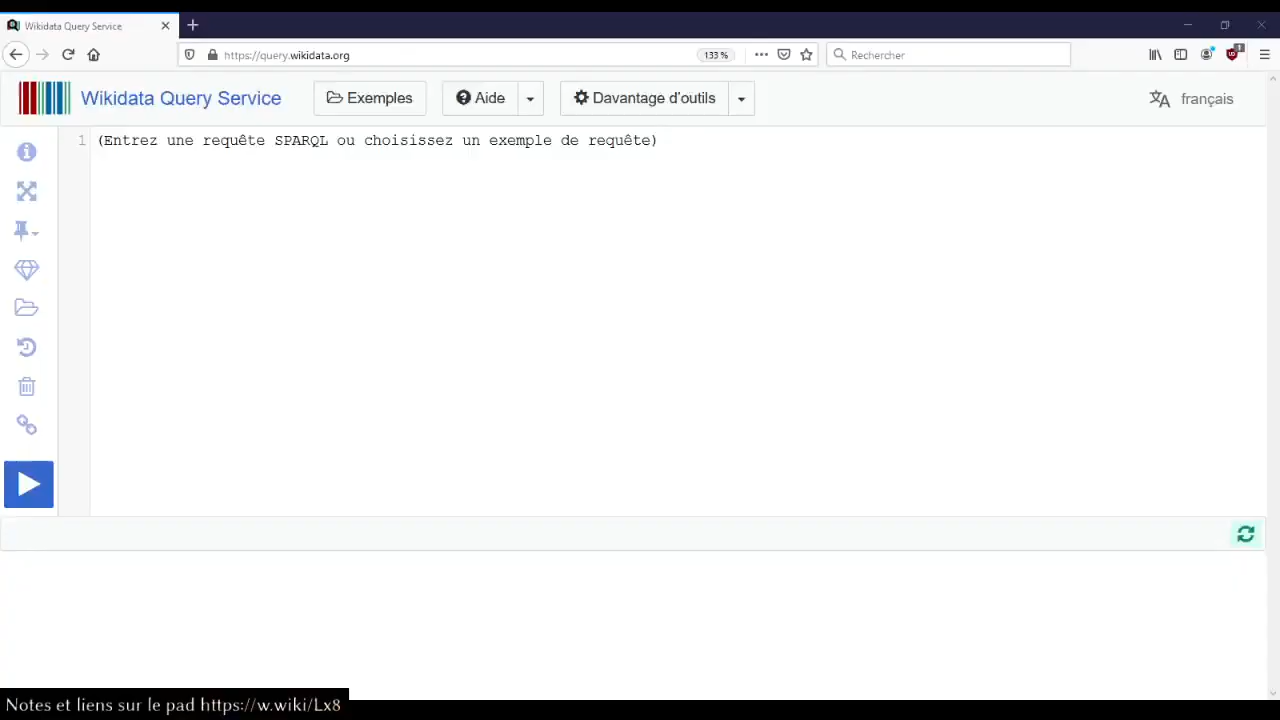 Wikidata Query Service
https://query.wikidata.org
133 %
Rechercher
1
Wikidata Query Service
Exemples
Aide
Davantage d'outils
français
1
(Entrez une requête SPARQL ou choisissez un exemple de requête)
Notes et liens sur le pad https://w.wiki/Lx8